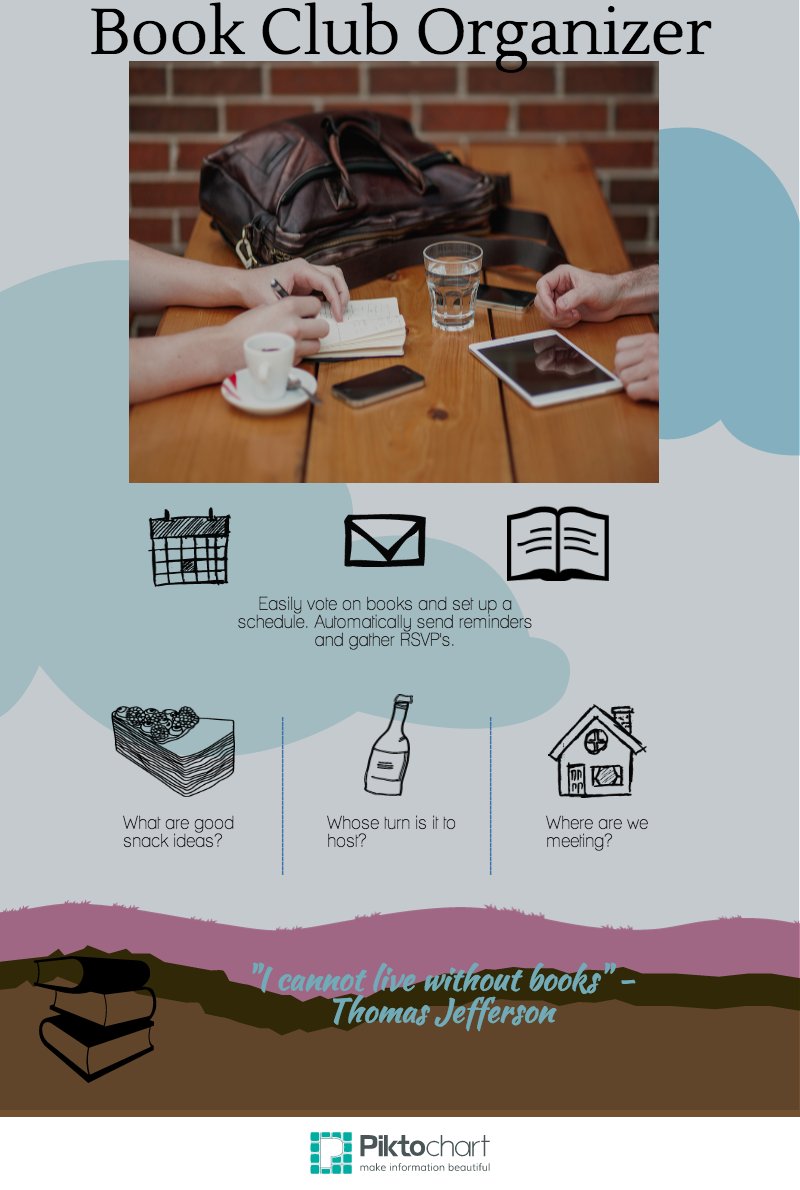 Book Club Organizer
Easily vote on books and set up a
schedule. Automatically send reminders
and gather RSVP's.
What are good
snack ideas?
Whose turn is it to
host?
Where are we
meeting?
"I cannot live without books" -
Thomas Jefferson
Piktochart
make information beautiful